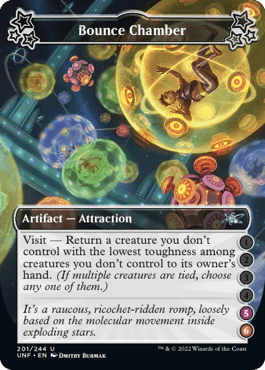 Bounce Chamber
Artifact — Attraction
Visit — Return a creature you don't
control with the lowest toughness among
creatures you don't control to its owner's
hand. (If multiple creatures are tied, choose
any one of them.)
It's a raucous, ricochet-ridden romp, loosely
based on the molecular movement inside
exploding stars.
1
2
3
4
5
6
201/244 U
UNF • EN Dmitry Burmak
™ & © 2022 Wizards of the Coast